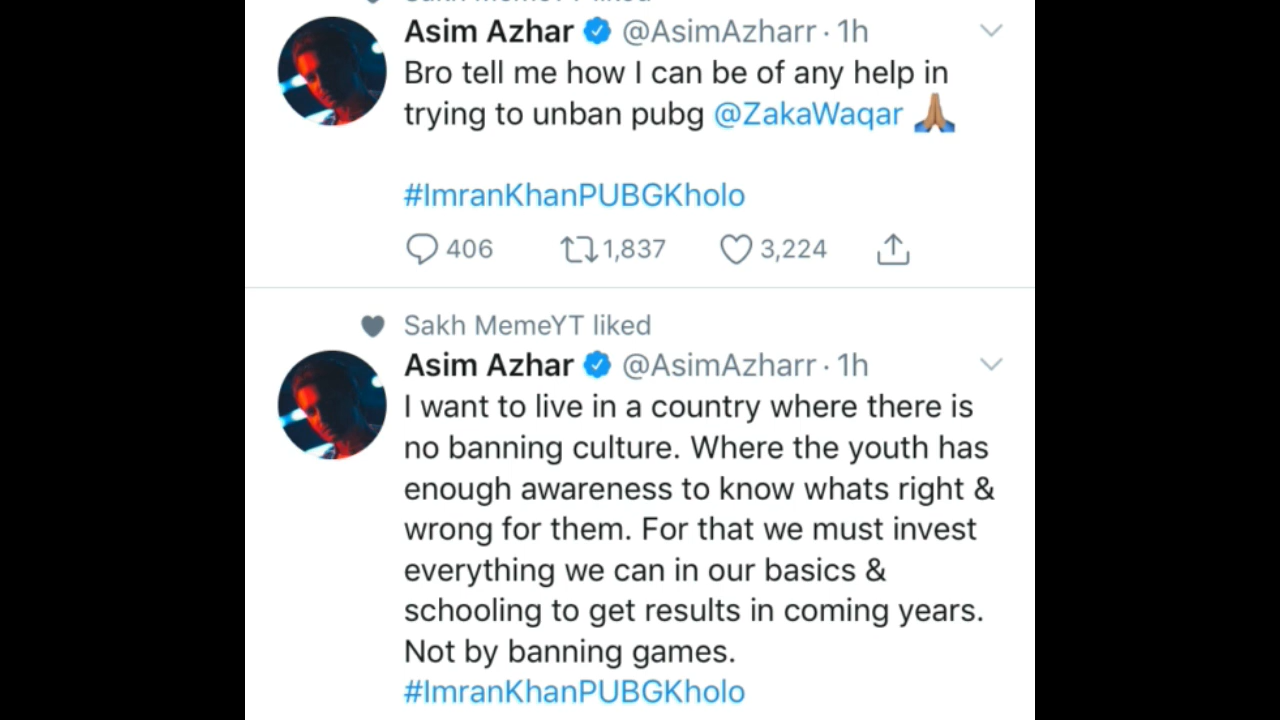 Sakh MemeYT liked
Asim Azhar @AsimAzharr · 1h
Bro tell me how I can be of any help in
trying to unban pubg @ZakaWaqar 🙏🏽
#ImranKhanPUBGKholo
406 1,837 3,224
Sakh MemeYT liked
Asim Azhar @AsimAzharr · 1h
I want to live in a country where there is
no banning culture. Where the youth has
enough awareness to know whats right &
wrong for them. For that we must invest
everything we can in our basics &
schooling to get results in coming years.
Not by banning games.
#ImranKhanPUBGKholo